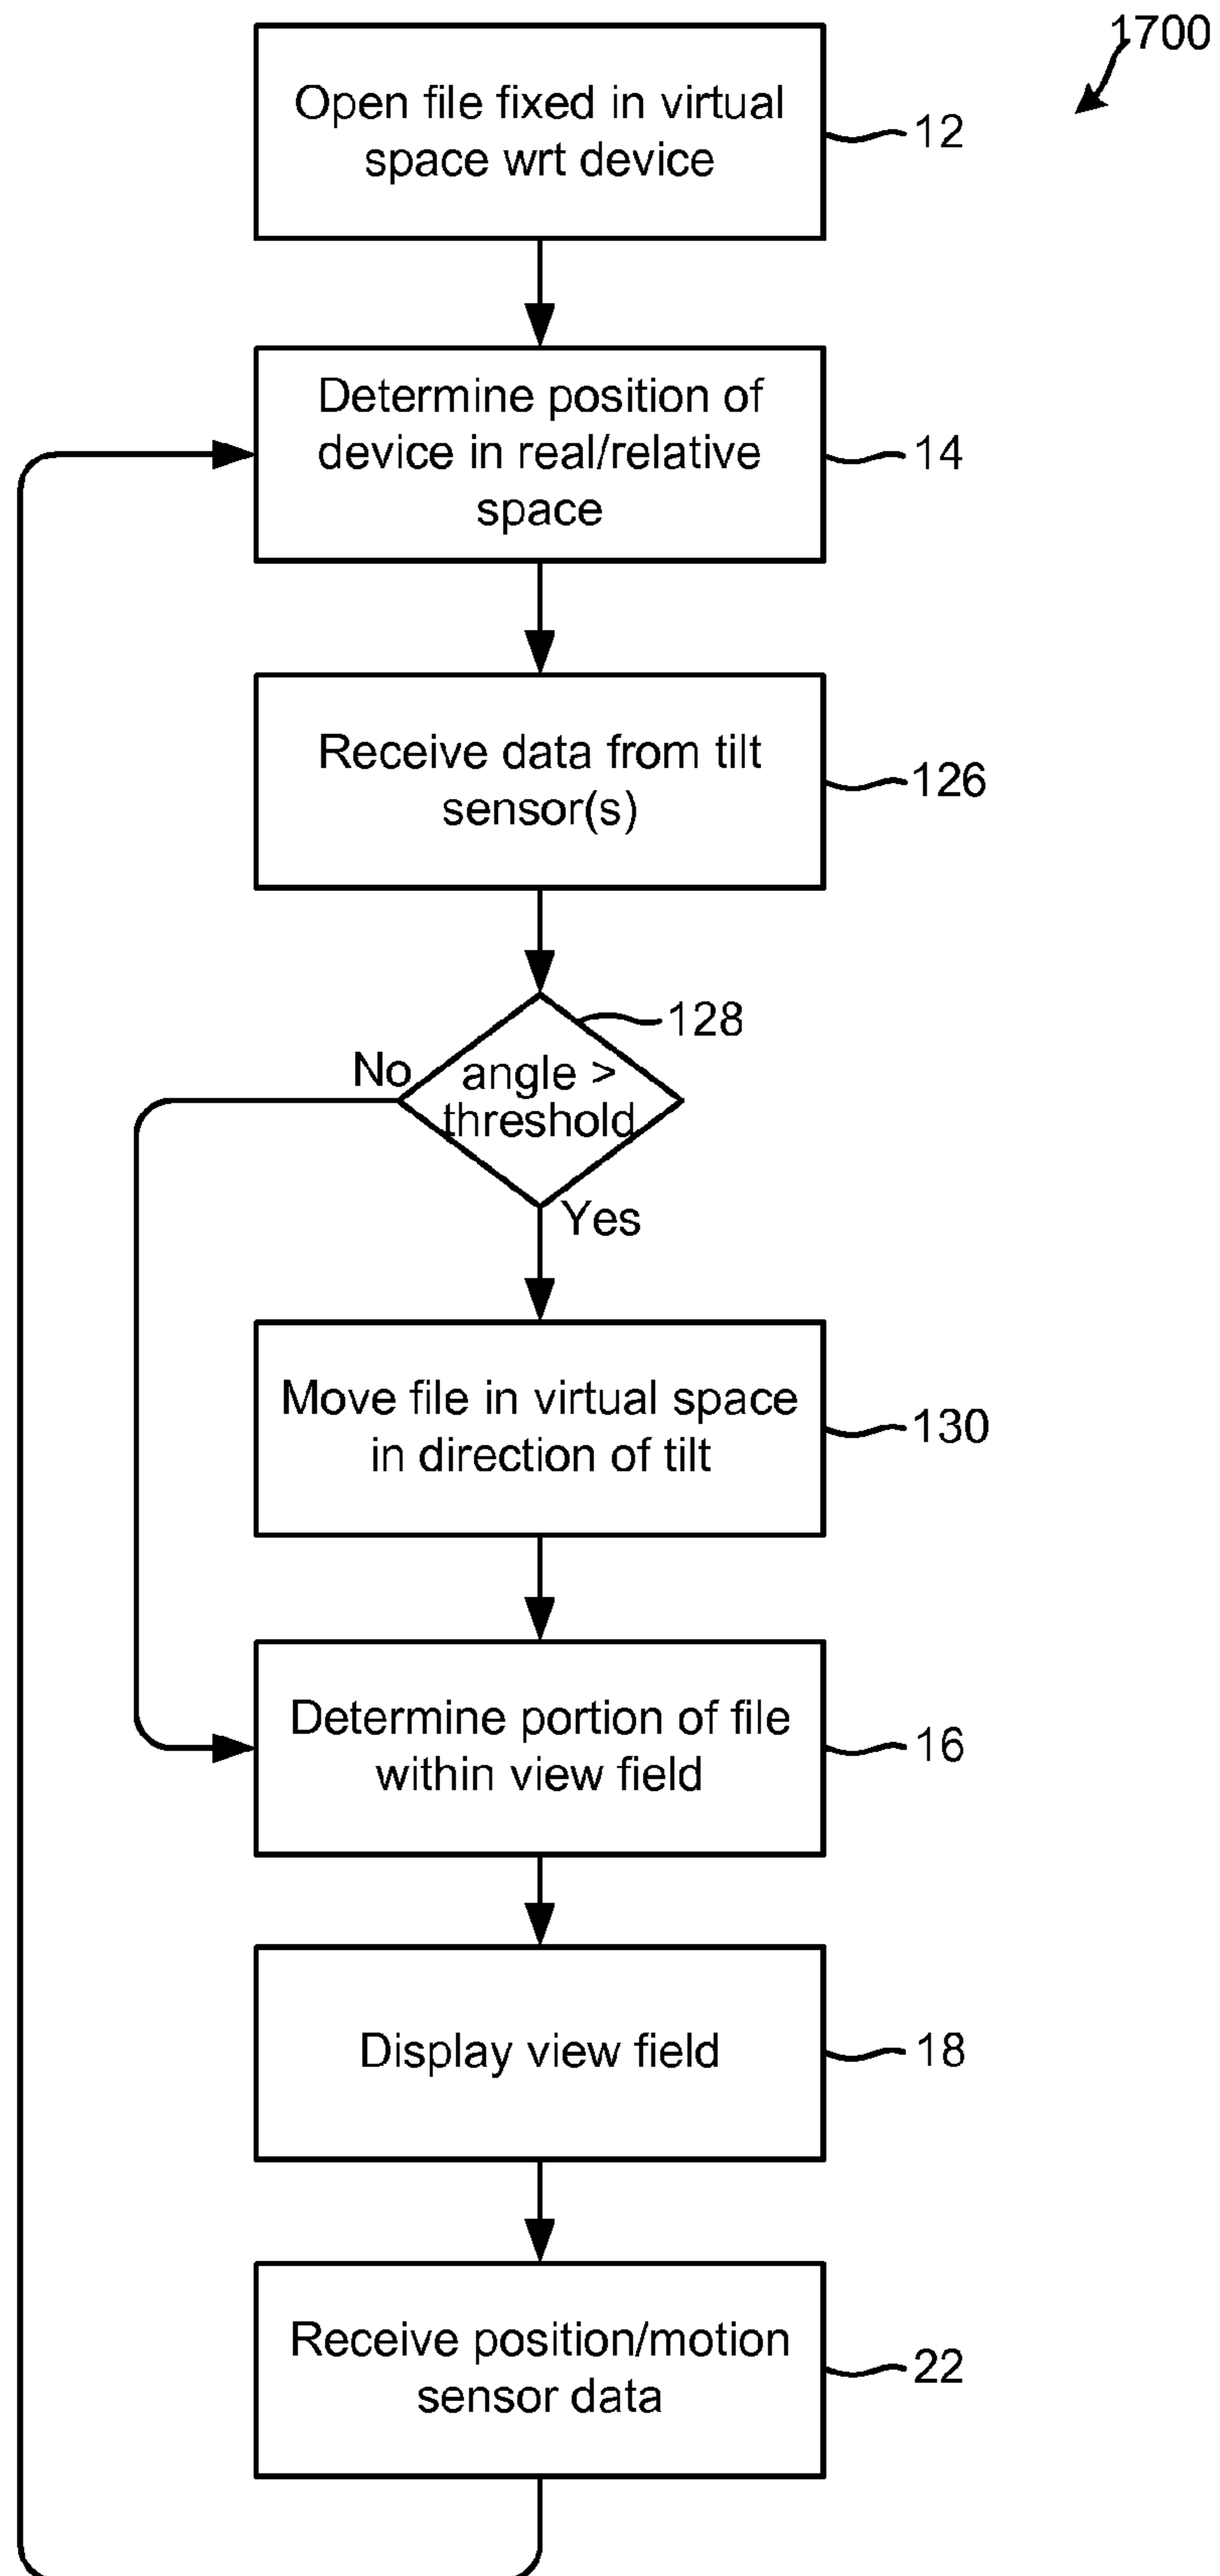 1700
Open file fixed in virtual
space wrt device
12
Determine position of
device in real/relative
space
14
Receive data from tilt
sensor(s)
126
128
No
angle >
threshold
Yes
Move file in virtual space
in direction of tilt
130
Determine portion of file
within view field
16
Display view field
18
Receive position/motion
sensor data
22